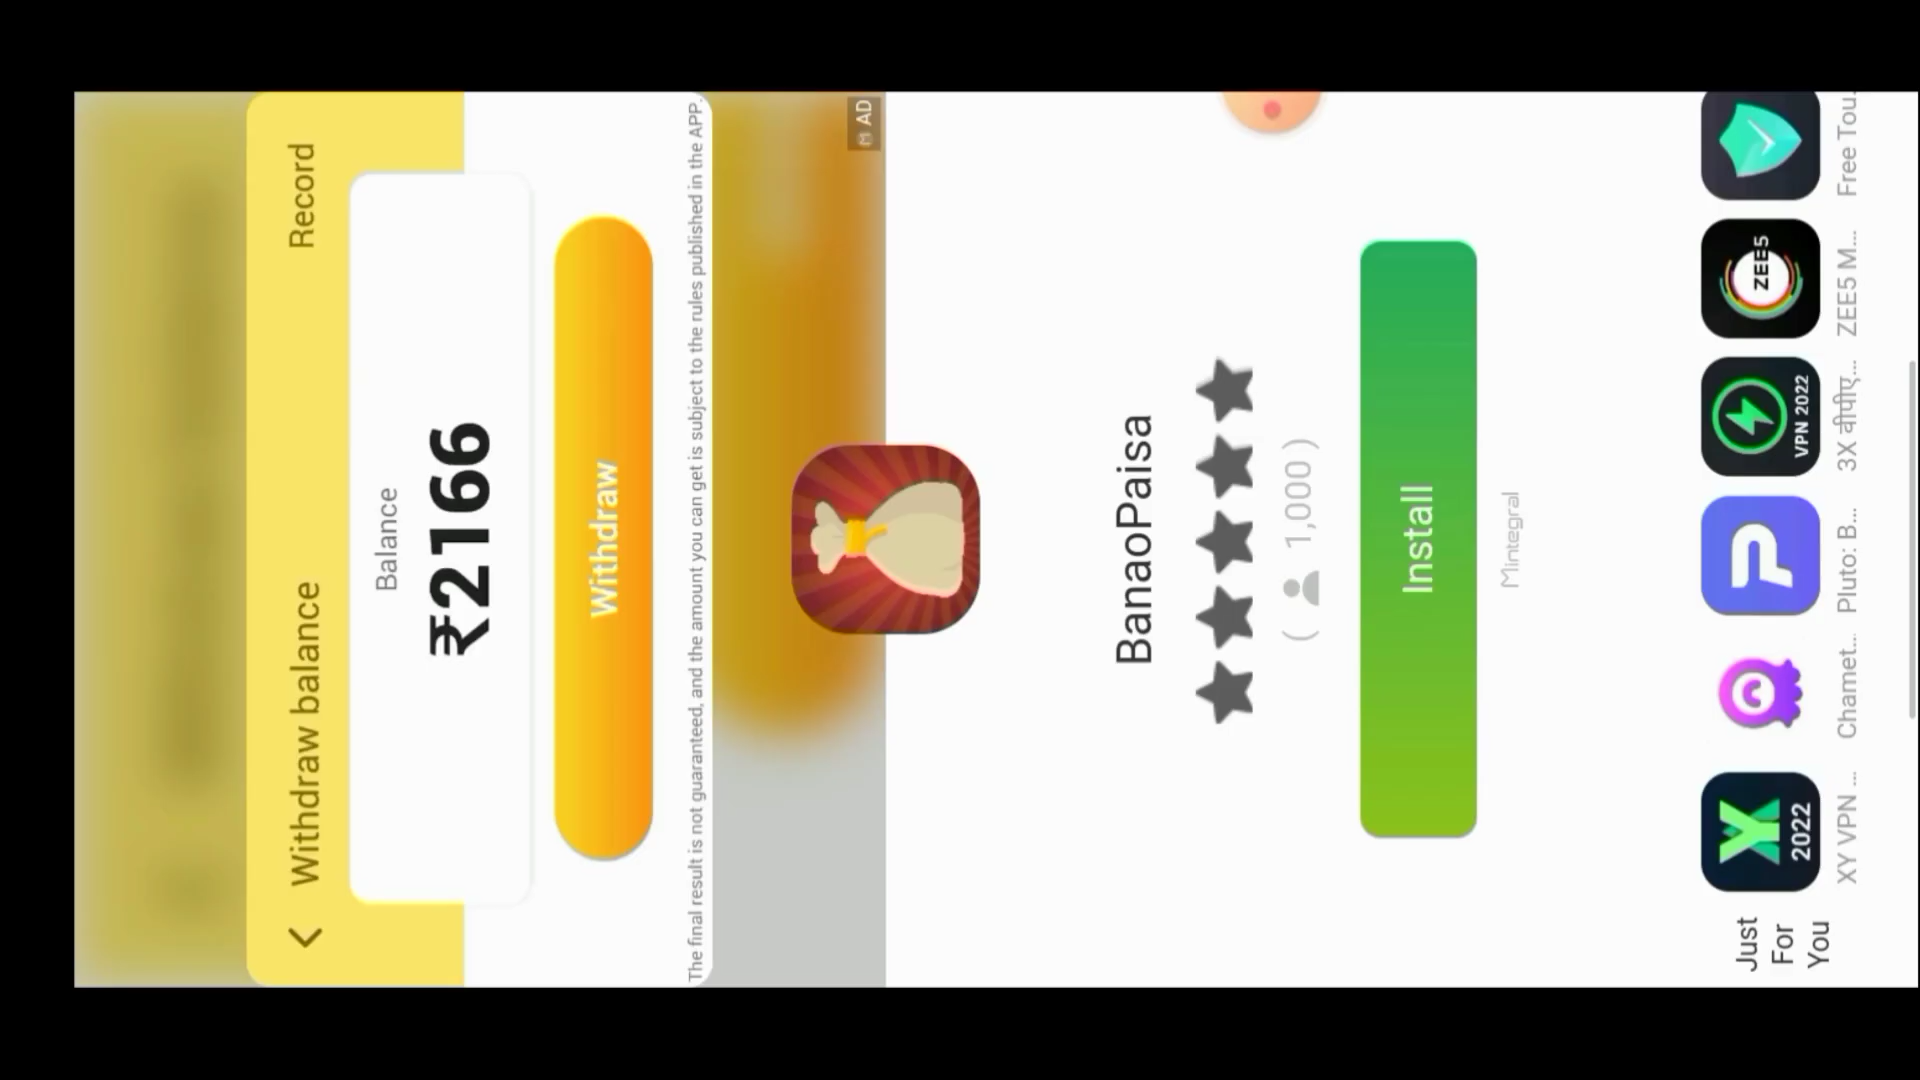 Withdraw balance
Record
Balance
₹2166
Withdraw
The final result is not guaranteed, and the amount you can get is subject to the rules published in the APP.
AD
BanaoPaisa
( 1,000 )
Install
Mintegral
Just
For
You
2022
XY VPN ...
Chamet...
Pluto: B...
VPN 2022
3X वीपीए...
ZEE5
ZEE5 M...
Free Tou...